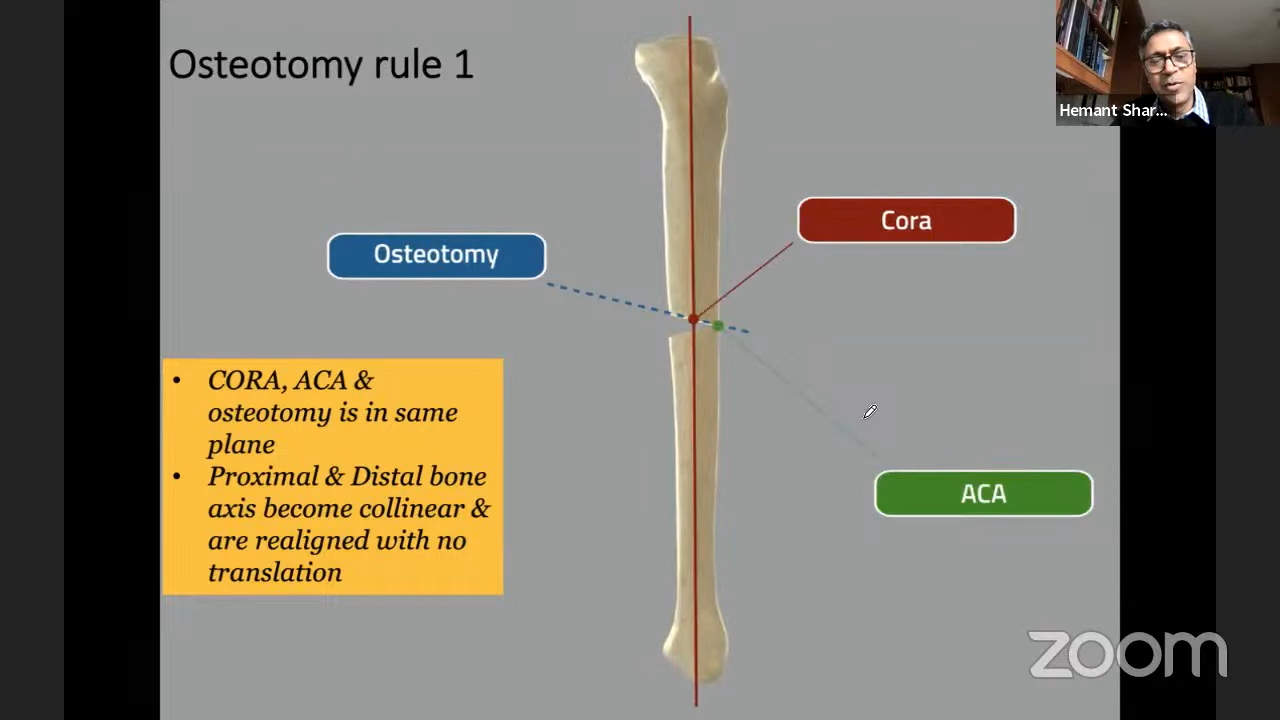 Osteotomy rule 1
Hemant Shar...
Cora
Osteotomy
• CORA, ACA &
osteotomy is in same
plane
• Proximal & Distal bone
axis become collinear &
are realigned with no
translation
ACA
zoom